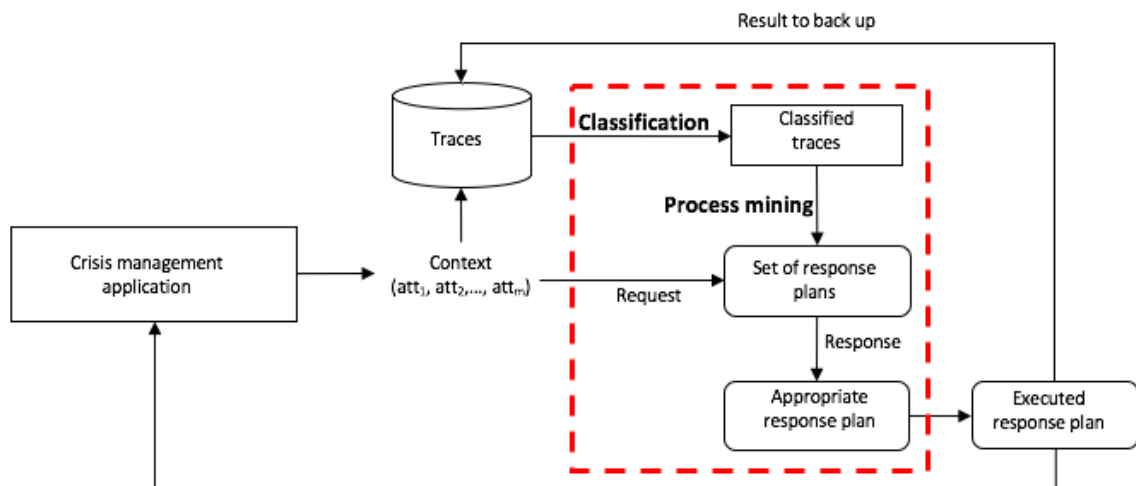 Result to back up
Traces
Classification
Classified
traces
Process mining
Crisis management
application
Context
(att₁, att₂,..., attₘ)
Request
Set of response
plans
Response
Appropriate
response plan
Executed
response plan